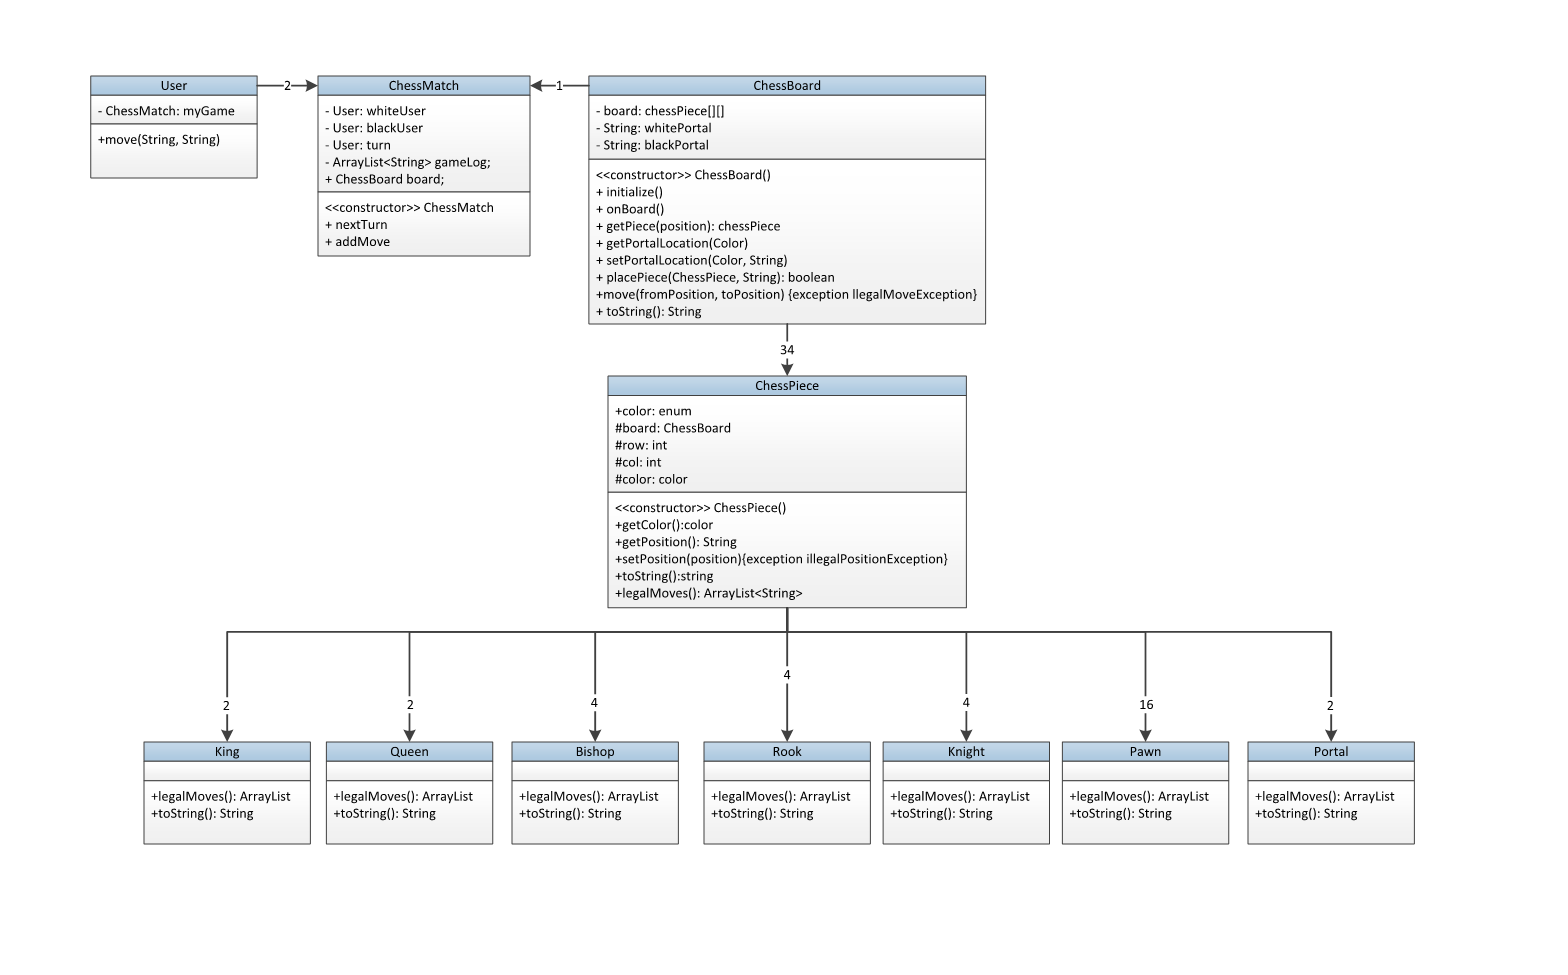 User
- ChessMatch: myGame
+move(String, String)
2
ChessMatch
- User: whiteUser
- User: blackUser
- User: turn
- ArrayList<String> gameLog;
+ ChessBoard board;
<<constructor>> ChessMatch
+ nextTurn
+ addMove
1
ChessBoard
- board: chessPiece[][]
- String: whitePortal
- String: blackPortal
<<constructor>> ChessBoard()
+ initialize()
+ onBoard()
+ getPiece(position): chessPiece
+ getPortalLocation(Color)
+ setPortalLocation(Color, String)
+ placePiece(ChessPiece, String): boolean
+move(fromPosition, toPosition) {exception llegalMoveException}
+ toString(): String
34
ChessPiece
+color: enum
#board: ChessBoard
#row: int
#col: int
#color: color
<<constructor>> ChessPiece()
+getColor():color
+getPosition(): String
+setPosition(position){exception illegalPositionException}
+toString():string
+legalMoves(): ArrayList<String>
2
King
+legalMoves(): ArrayList
+toString(): String
2
Queen
+legalMoves(): ArrayList
+toString(): String
4
Bishop
+legalMoves(): ArrayList
+toString(): String
4
Rook
+legalMoves(): ArrayList
+toString(): String
4
Knight
+legalMoves(): ArrayList
+toString(): String
16
Pawn
+legalMoves(): ArrayList
+toString(): String
2
Portal
+legalMoves(): ArrayList
+toString(): String